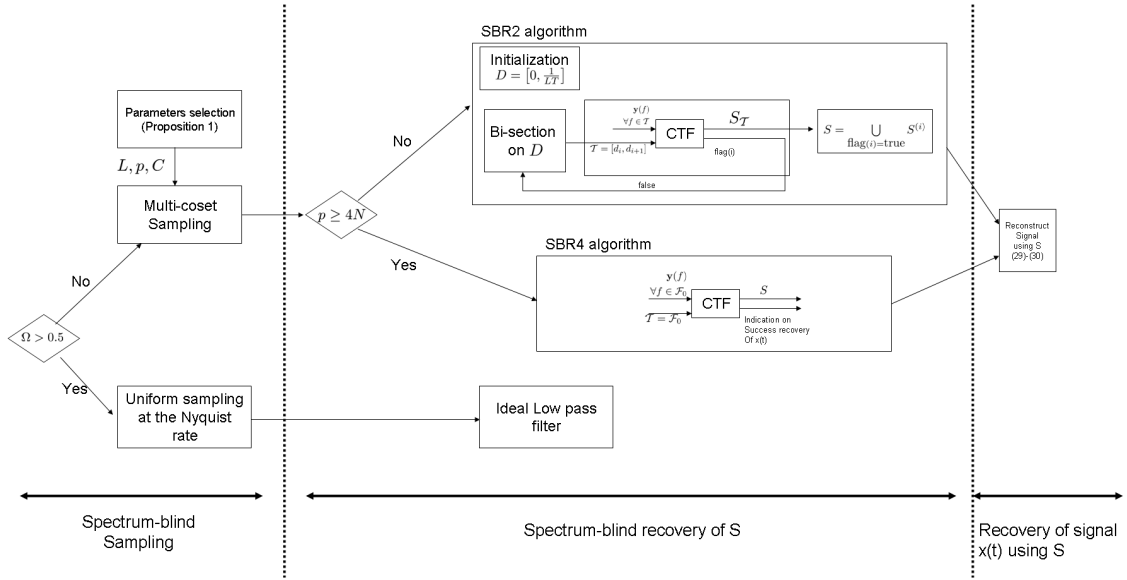 SBR2 algorithm
Initialization
D = [0, 1/LT]
Parameters selection
(Proposition 1)
L, p, C
Multi-coset
Sampling
No
Ω > 0.5
Yes
Uniform sampling
at the Nyquist
rate
Ideal Low pass
filter
p ≥ 4N
No
Yes
Bi-section
on D
y(f)
∀f ∈ 𝒯
𝒯 = [d_i, d_{i+1}]
CTF
S_𝒯
flag(i)
false
S = ⋃ S^{(i)}
flag(i)=true
SBR4 algorithm
y(f)
∀f ∈ ℱ₀
𝒯 = ℱ₀
CTF
S
Indication on
Success recovery
Of x(t)
Reconstruct
Signal
using S
(29)-(30)
Spectrum-blind
Sampling
Spectrum-blind recovery of S
Recovery of signal
x(t) using S